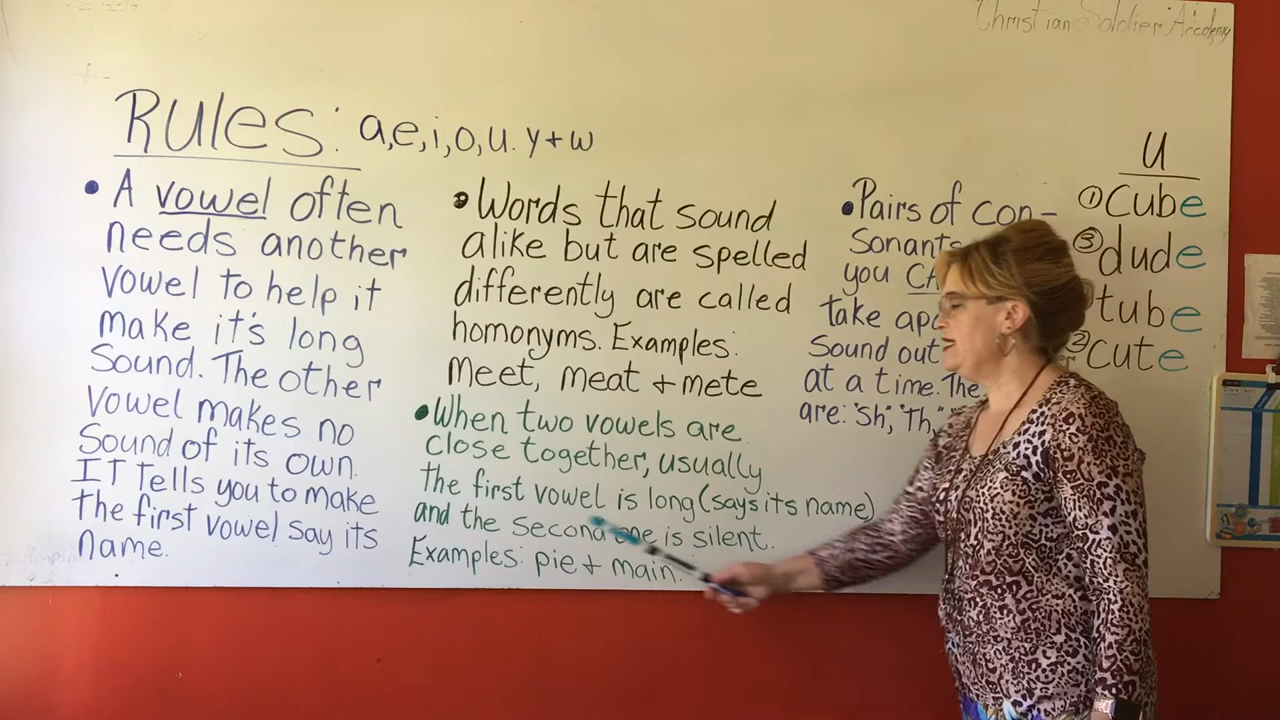 Christian Soldier Accademy
Rules: a,e,i,o,u. y+w
• A vowel often
needs another
vowel to help it
make it's long
Sound. The other
vowel makes no
Sound of its own.
IT Tells you to make
The first vowel say its
name.
• Words that sound
alike but are spelled
differently are called
homonyms. Examples:
meet, meat + mete
• When two vowels are
close together, usually
the first vowel is long (says its name)
and the second one is silent.
Examples: pie + main.
• Pairs of con-
Sonants
you
take
Sound out
at a time. The
are: "sh", "Th,"
U
① Cube
③ dude
tube
② cute